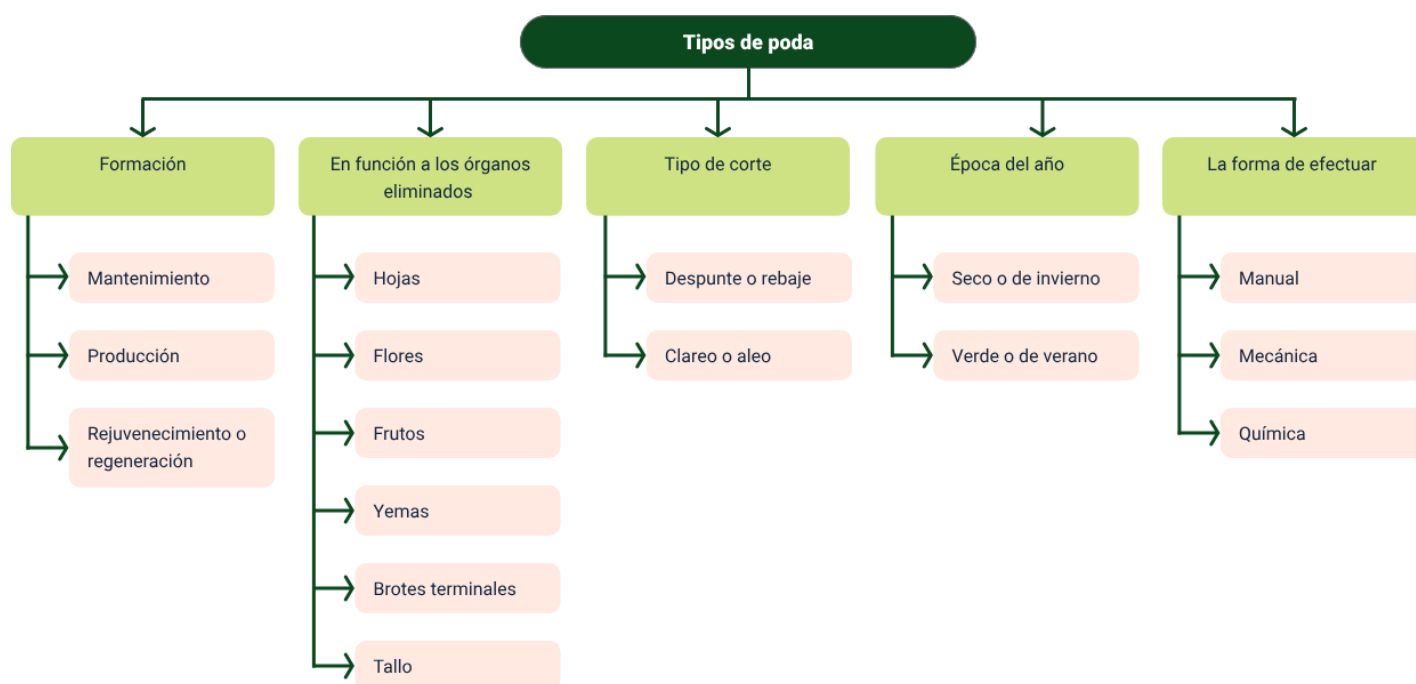 Tipos de poda
Formación
Mantenimiento
Producción
Rejuvenecimiento o
regeneración
En función a los órganos
eliminados
Hojas
Flores
Frutos
Yemas
Brotes terminales
Tallo
Tipo de corte
Despunte o rebaje
Clareo o aleo
Época del año
Seco o de invierno
Verde o de verano
La forma de efectuar
Manual
Mecánica
Química